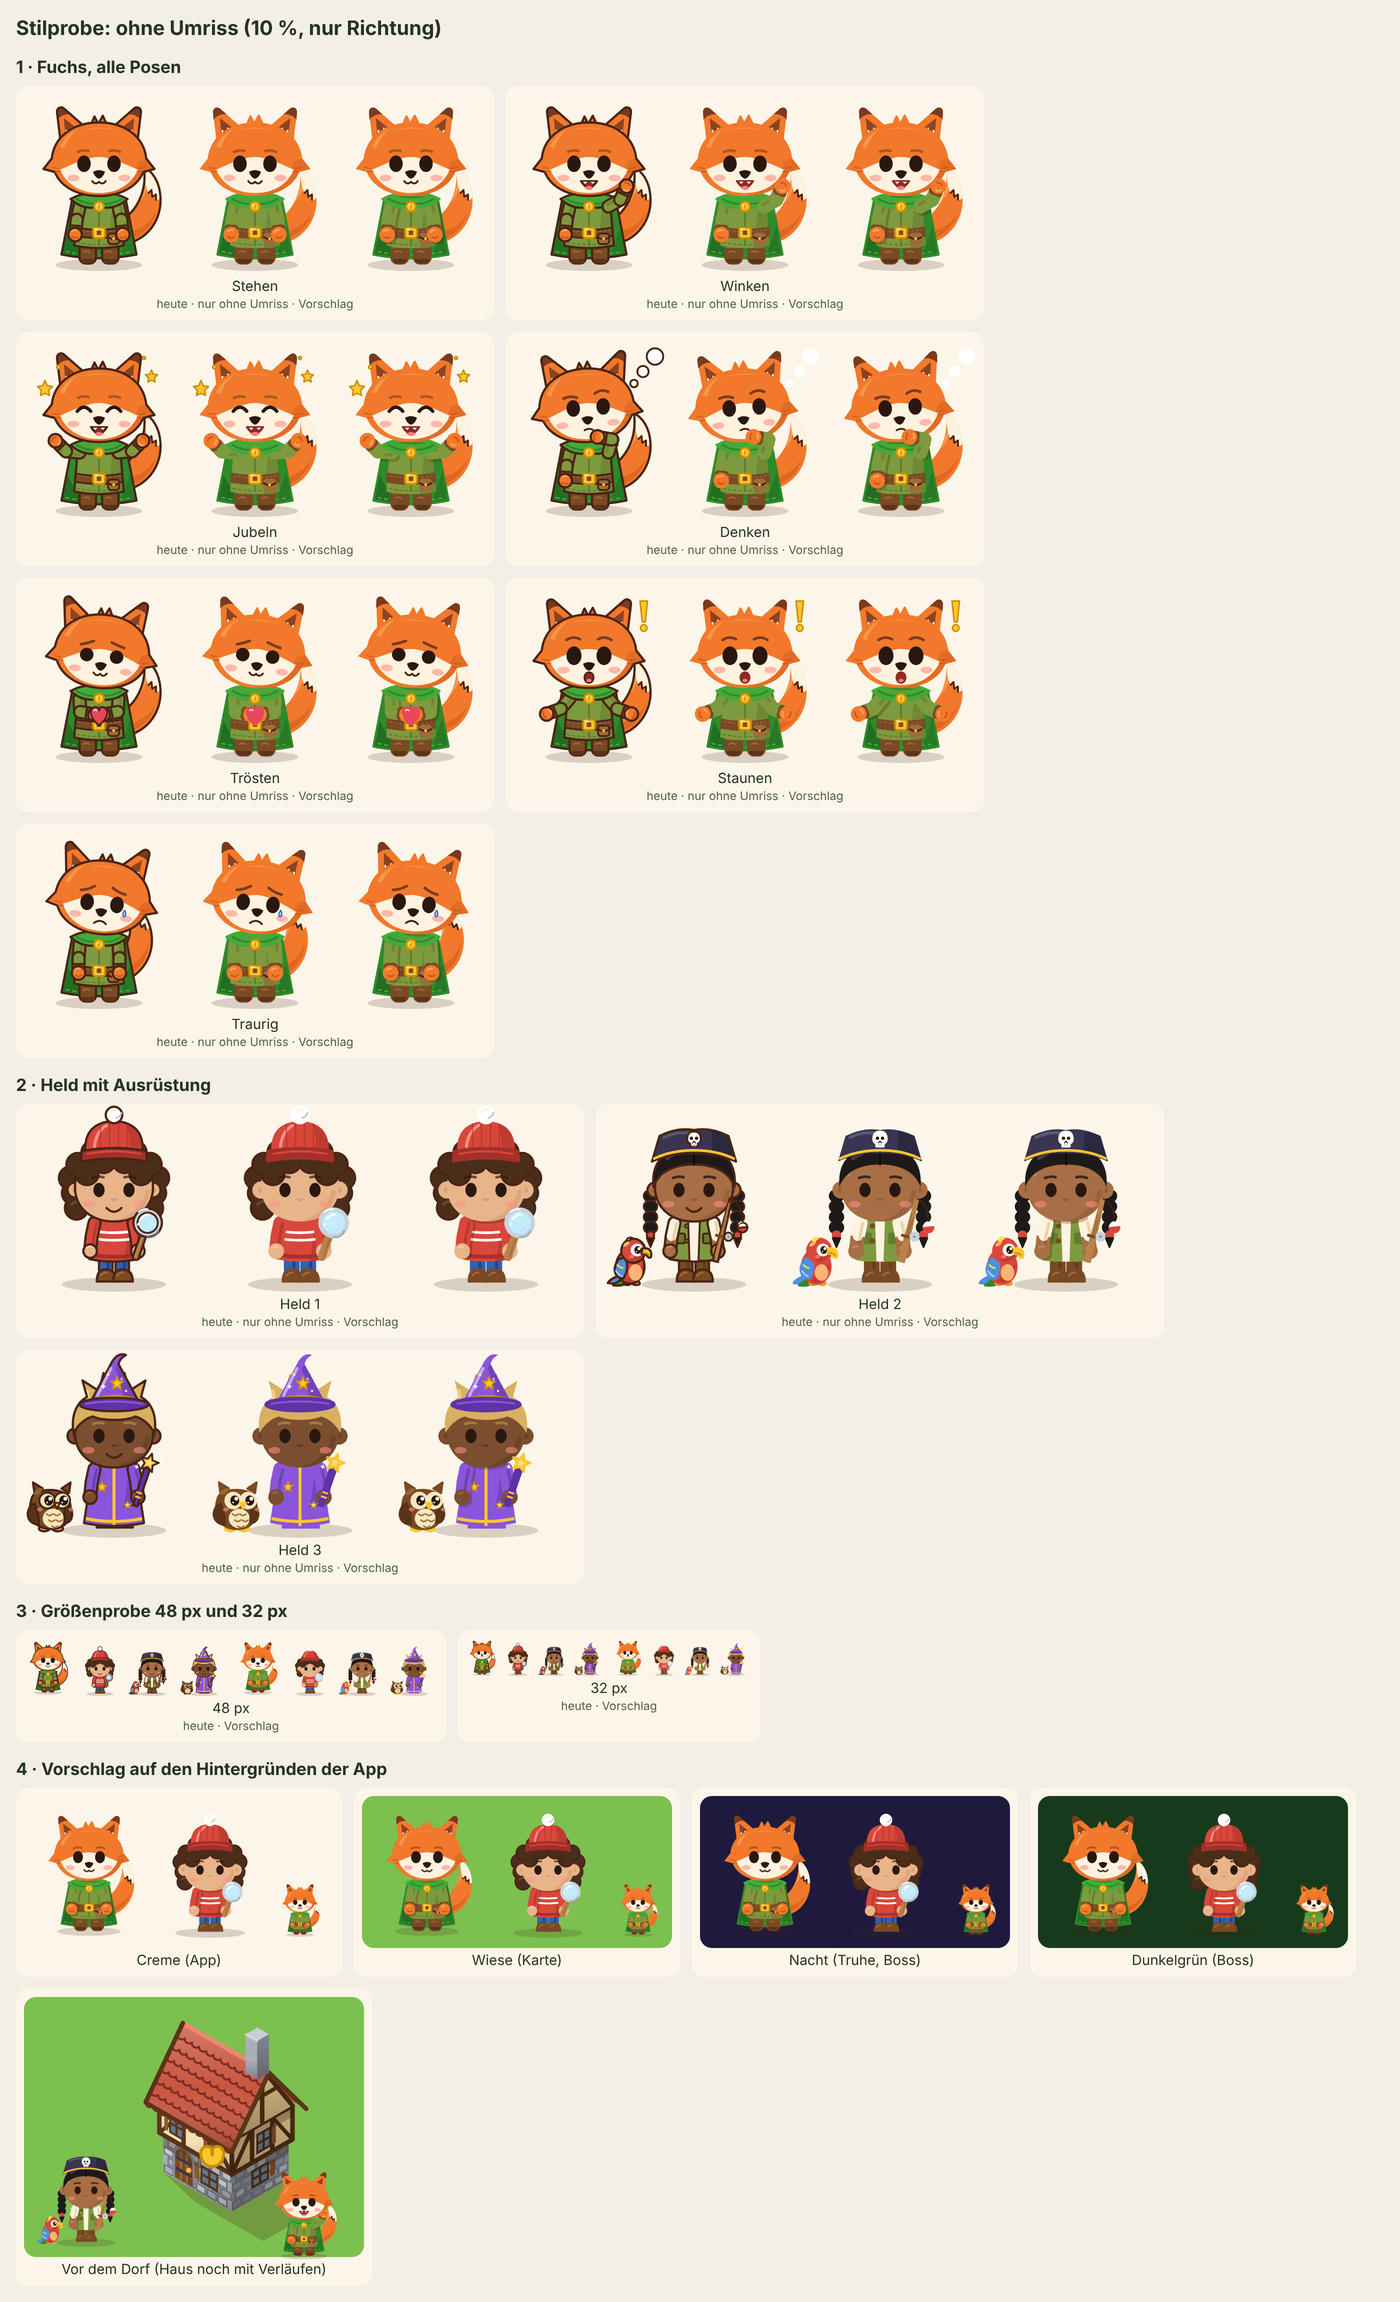 Stilprobe: ohne Umriss (10 %, nur Richtung)
1 · Fuchs, alle Posen
Stehen
heute · nur ohne Umriss · Vorschlag
Winken
heute · nur ohne Umriss · Vorschlag
Jubeln
heute · nur ohne Umriss · Vorschlag
Denken
heute · nur ohne Umriss · Vorschlag
Trösten
heute · nur ohne Umriss · Vorschlag
! ! !
Staunen
heute · nur ohne Umriss · Vorschlag
Traurig
heute · nur ohne Umriss · Vorschlag
2 · Held mit Ausrüstung
Held 1
heute · nur ohne Umriss · Vorschlag
Held 2
heute · nur ohne Umriss · Vorschlag
Held 3
heute · nur ohne Umriss · Vorschlag
3 · Größenprobe 48 px und 32 px
48 px
heute · Vorschlag
32 px
heute · Vorschlag
4 · Vorschlag auf den Hintergründen der App
Creme (App)
Wiese (Karte)
Nacht (Truhe, Boss)
Dunkelgrün (Boss)
Vor dem Dorf (Haus noch mit Verläufen)